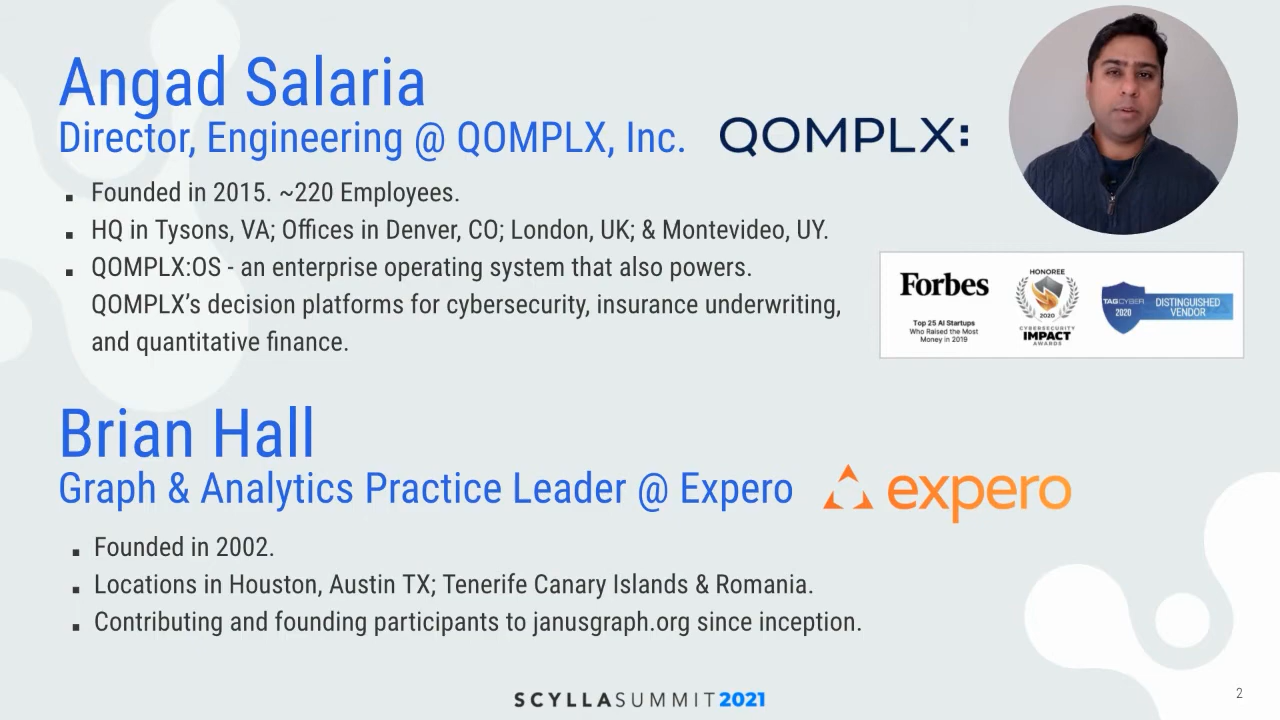 Angad Salaria
Director, Engineering @ QOMPLX, Inc.
QOMPLX:
▪ Founded in 2015. ~220 Employees.
▪ HQ in Tysons, VA; Offices in Denver, CO; London, UK; & Montevideo, UY.
▪ QOMPLX:OS - an enterprise operating system that also powers.
QOMPLX’s decision platforms for cybersecurity, insurance underwriting,
and quantitative finance.
Forbes
Top 25 AI Startups
Who Raised the Most
Money in 2019
HONOREE
2020
CYBERSECURITY
IMPACT
AWARDS
TAGCYBER
2020
DISTINGUISHED
VENDOR
Brian Hall
Graph & Analytics Practice Leader @ Expero
expero
▪ Founded in 2002.
▪ Locations in Houston, Austin TX; Tenerife Canary Islands & Romania.
▪ Contributing and founding participants to janusgraph.org since inception.
SCYLLASUMMIT2021
2